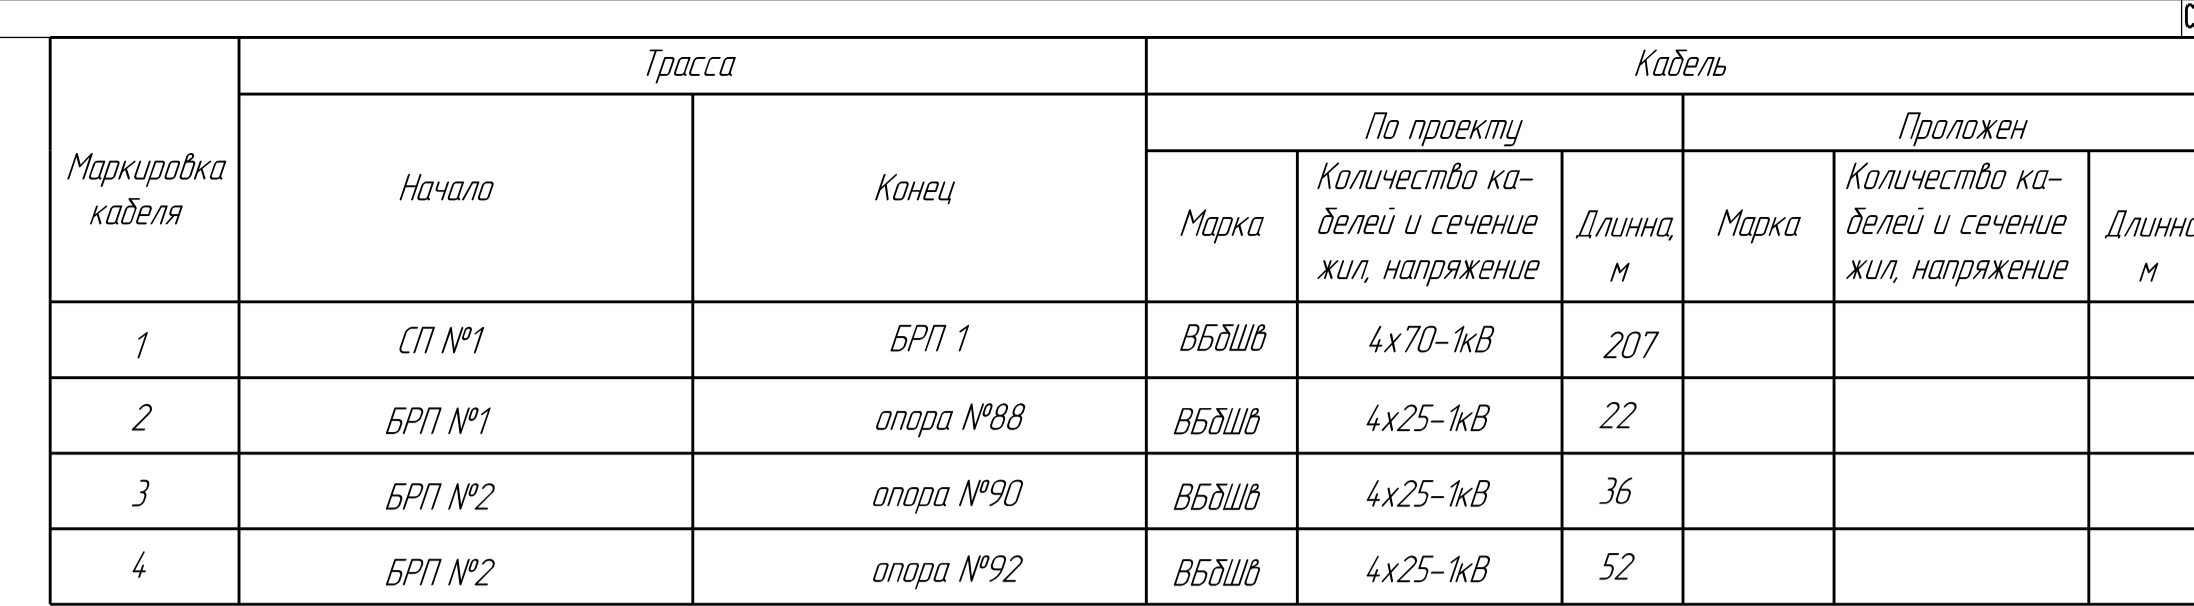 С
Трасса
Кабель
По проекту
Проложен
Маркировка
кабеля
Начало
Конец
Марка
Количество ка-
белей и сечение
жил, напряжение
Длинна,
м
Марка
Количество ка-
белей и сечение
жил, напряжение
Длинна
м
1 СП №1 БРП 1 ВБбШв 4х70-1кВ 207
2 БРП №1 опора №88 ВБбШв 4х25-1кВ 22
3 БРП №2 опора №90 ВБбШв 4х25-1кВ 36
4 БРП №2 опора №92 ВБбШв 4х25-1кВ 52